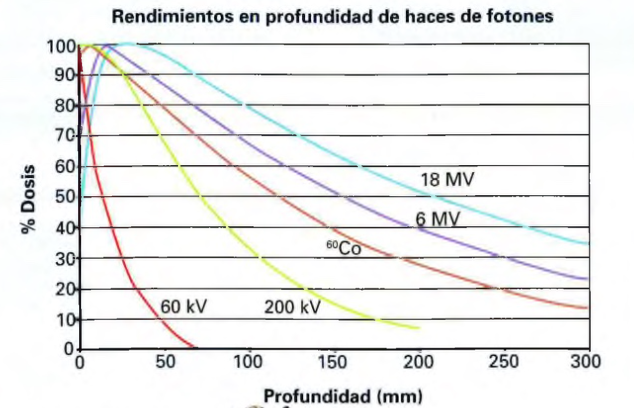 Rendimientos en profundidad de haces de fotones
% Dosis
100
90
80
70
60
50
40
30
20
10
0
18 MV
6 MV
⁶⁰Co
60 kV
200 kV
0 50 100 150 200 250 300
Profundidad (mm)